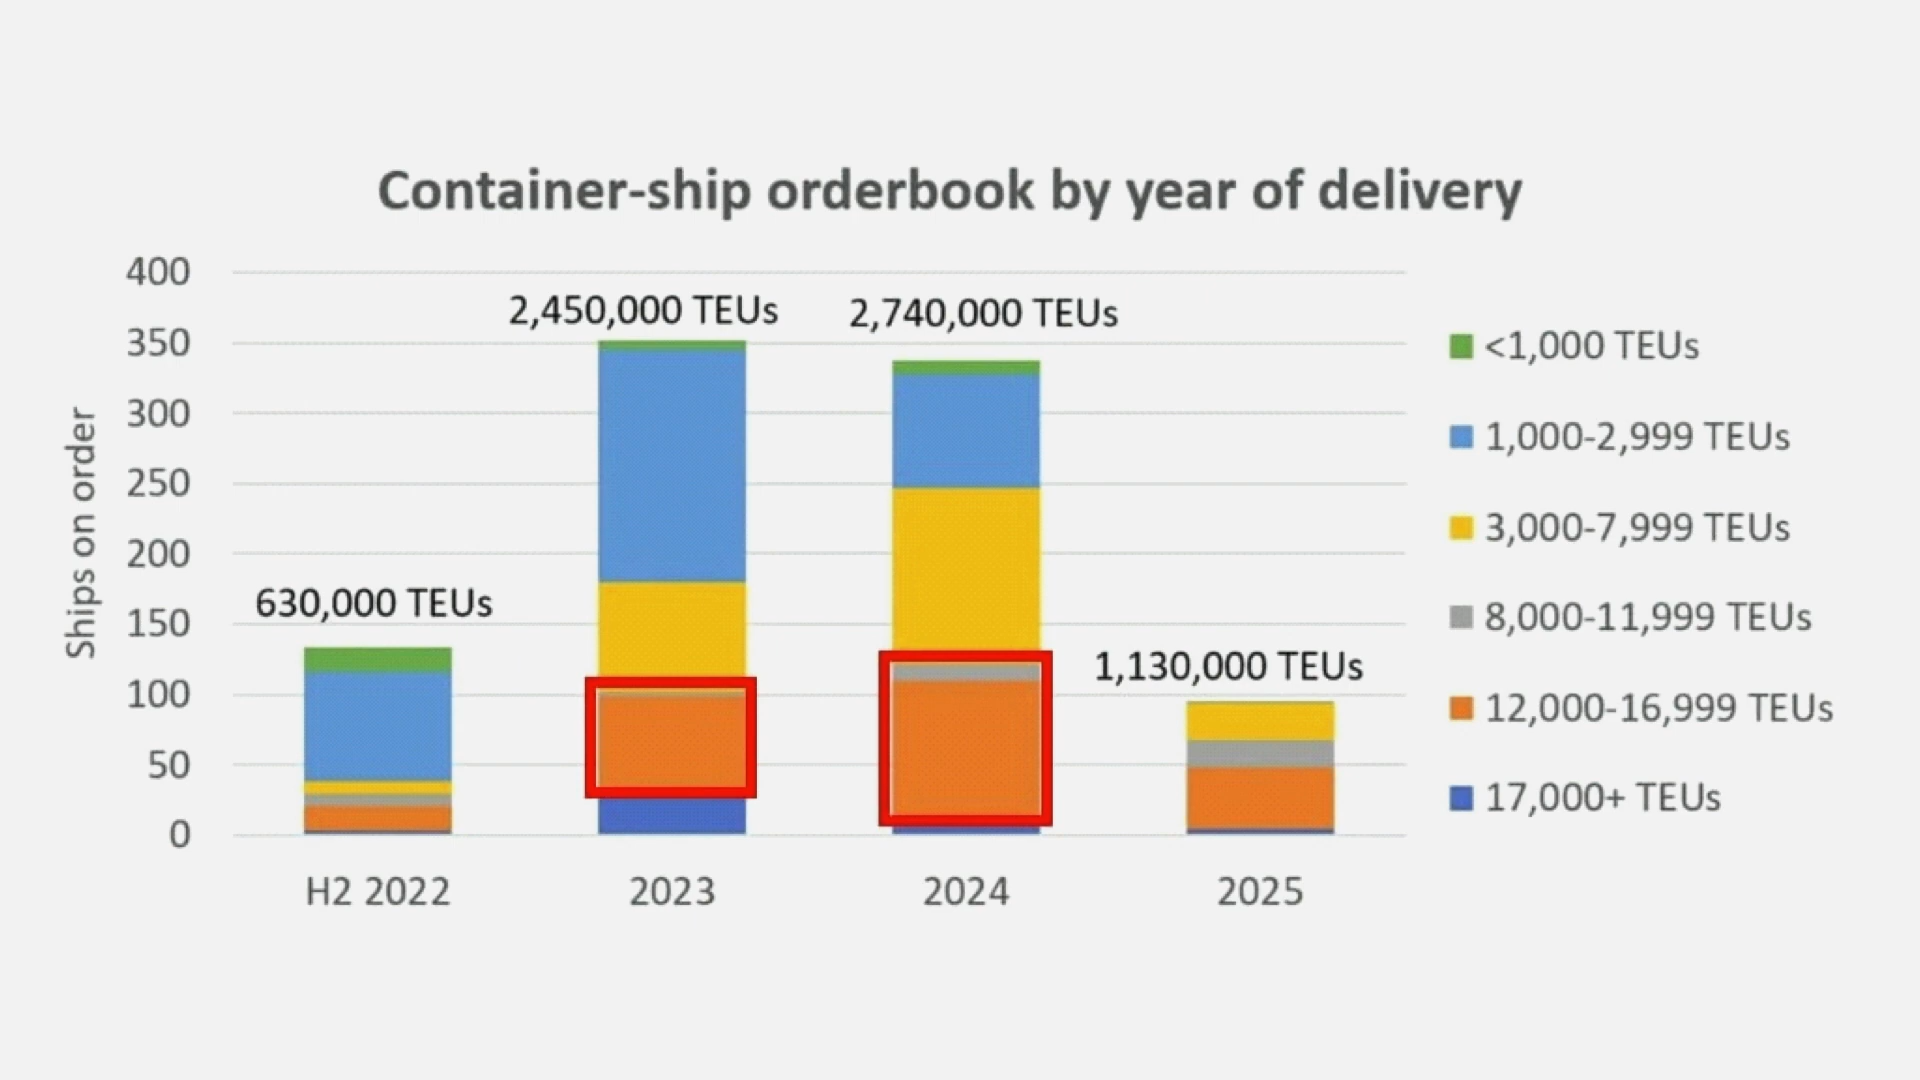 Container-ship orderbook by year of delivery
Ships on order
400
350
300
250
200
150
100
50
0
630,000 TEUs
2,450,000 TEUs
2,740,000 TEUs
1,130,000 TEUs
H2 2022
2023
2024
2025
<1,000 TEUs
1,000-2,999 TEUs
3,000-7,999 TEUs
8,000-11,999 TEUs
12,000-16,999 TEUs
17,000+ TEUs